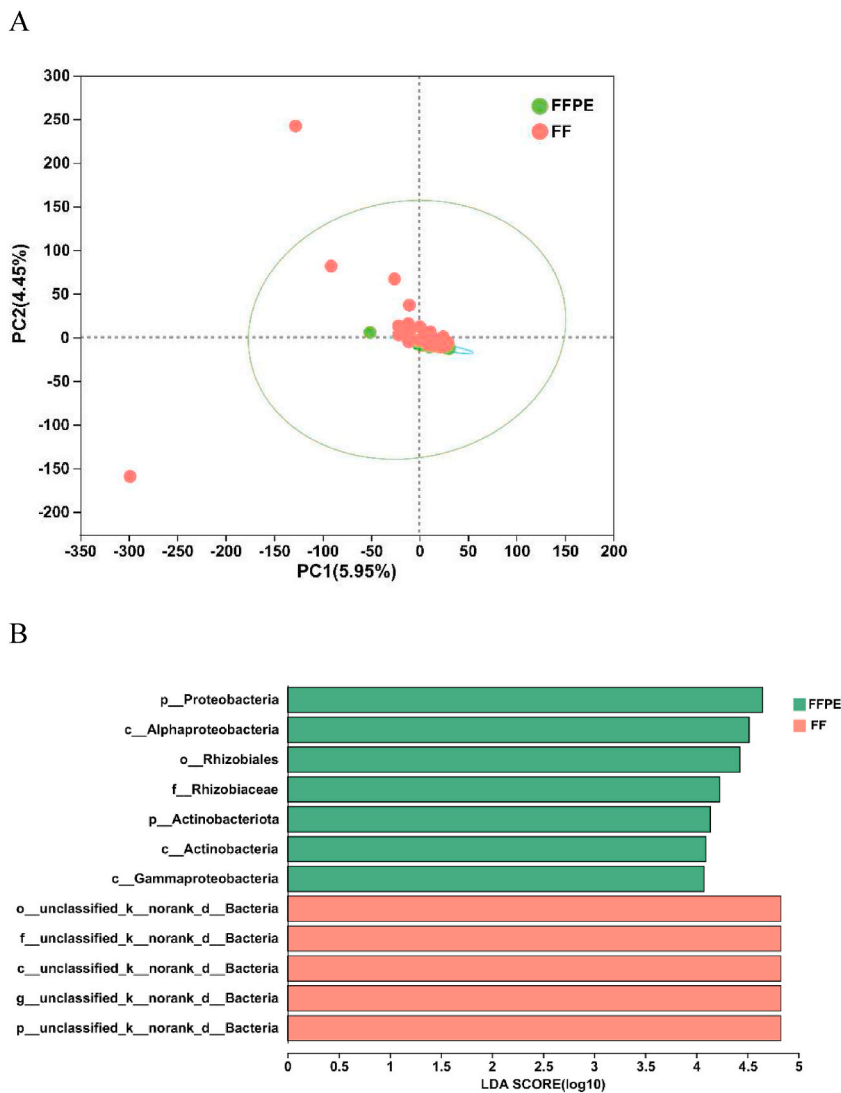 A
300
250
200
150
100
50
0
-50
-100
-150
-200
PC2(4.45%)
FFPE
FF
-350 -300 -250 -200 -150 -100 -50 0 50 100 150 200
PC1(5.95%)
B
p__Proteobacteria
c__Alphaproteobacteria
o__Rhizobiales
f__Rhizobiaceae
p__Actinobacteriota
c__Actinobacteria
c__Gammaproteobacteria
o__unclassified_k__norank_d__Bacteria
f__unclassified_k__norank_d__Bacteria
c__unclassified_k__norank_d__Bacteria
g__unclassified_k__norank_d__Bacteria
p__unclassified_k__norank_d__Bacteria
FFPE
FF
0 0.5 1 1.5 2 2.5 3 3.5 4 4.5 5
LDA SCORE(log10)